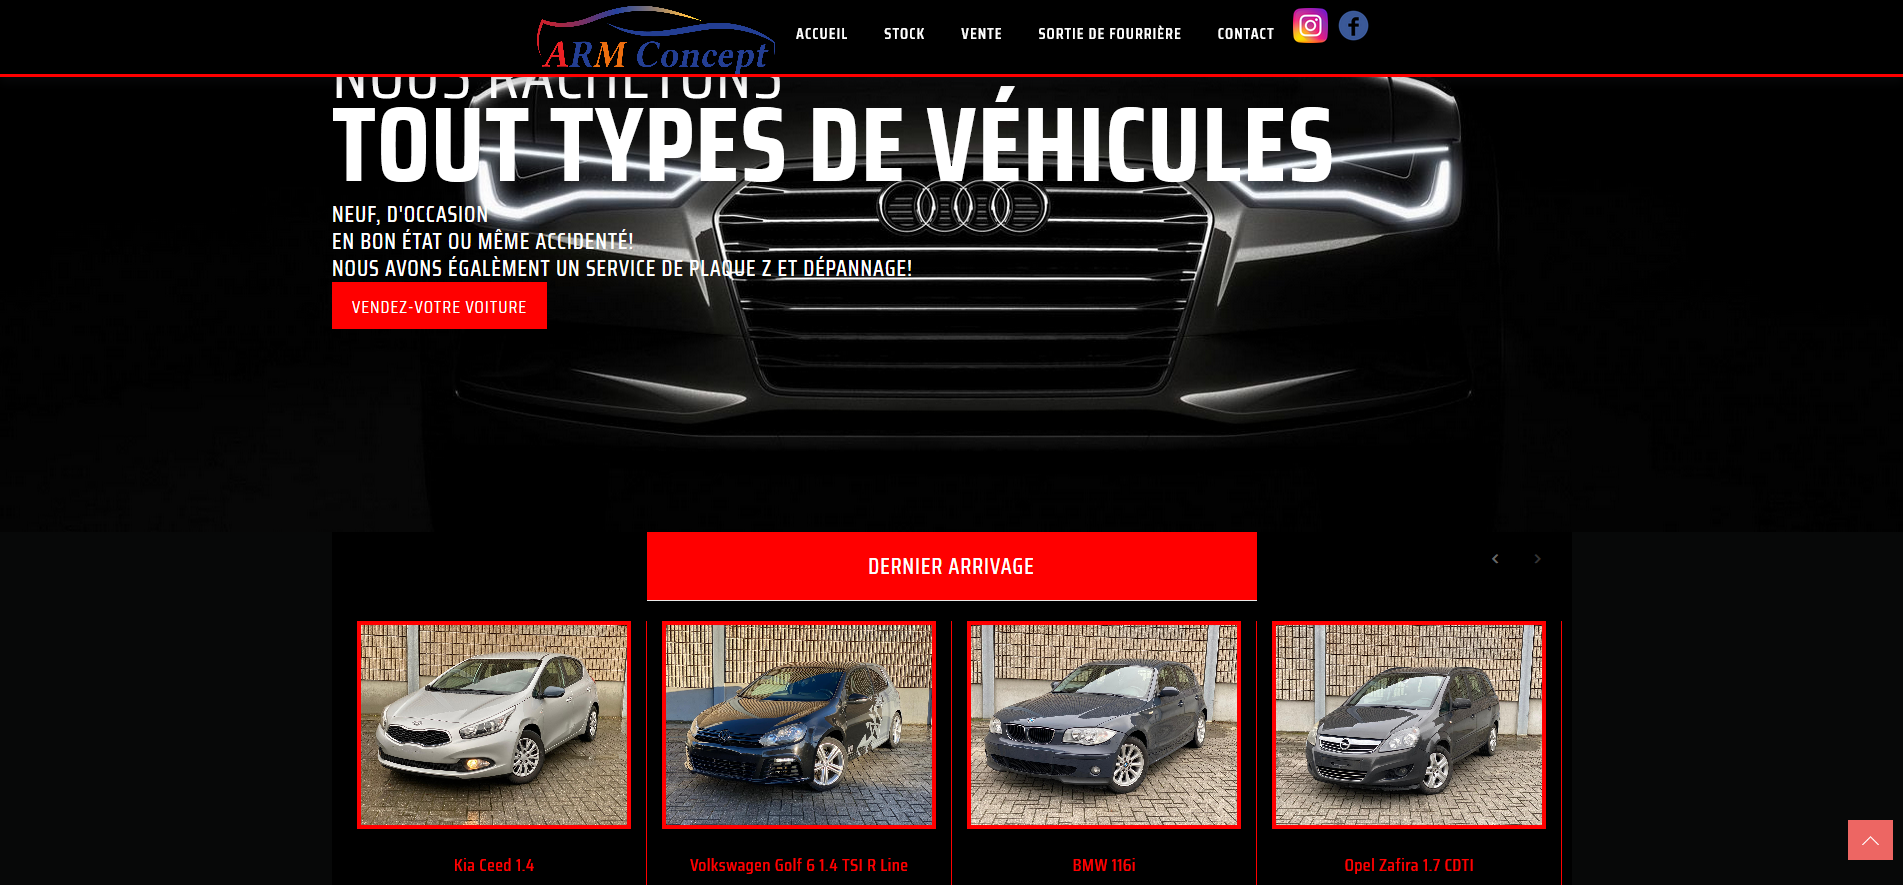 ARM Concept
ACCUEIL
STOCK
VENTE
SORTIE DE FOURRIÈRE
CONTACT
NOUS RACHETONS
TOUT TYPES DE VÉHICULES
NEUF, D'OCCASION
EN BON ÉTAT OU MÊME ACCIDENTÉ!
NOUS AVONS ÉGALÈMENT UN SERVICE DE PLAQUE Z ET DÉPANNAGE!
VENDEZ-VOTRE VOITURE
DERNIER ARRIVAGE
Kia Ceed 1.4
Volkswagen Golf 6 1.4 TSI R Line
BMW 116i
Opel Zafira 1.7 CDTI